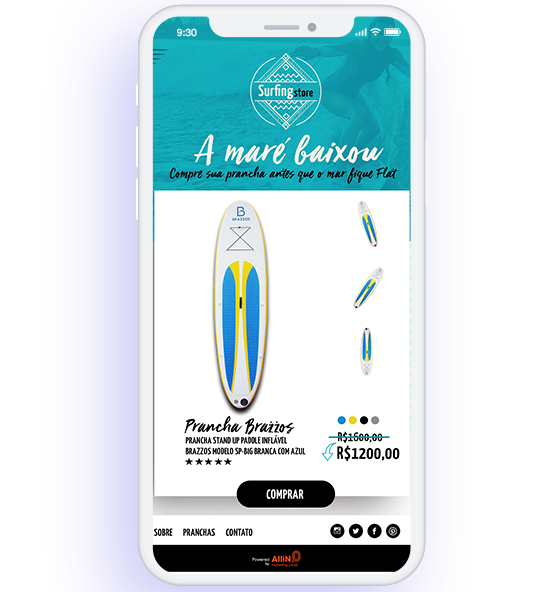 9:30
Surfing store
A maré baixou
Compre sua prancha antes que o mar fique Flat
B
BRAZZOS
Prancha Brazzos
PRANCHA STAND UP PADDLE INFLÁVEL
BRAZZOS MODELO SP-BIG BRANCA COM AZUL
R$1600,00
R$1200,00
COMPRAR
SOBRE PRANCHAS CONTATO
Powered by AlliN
marketing cloud